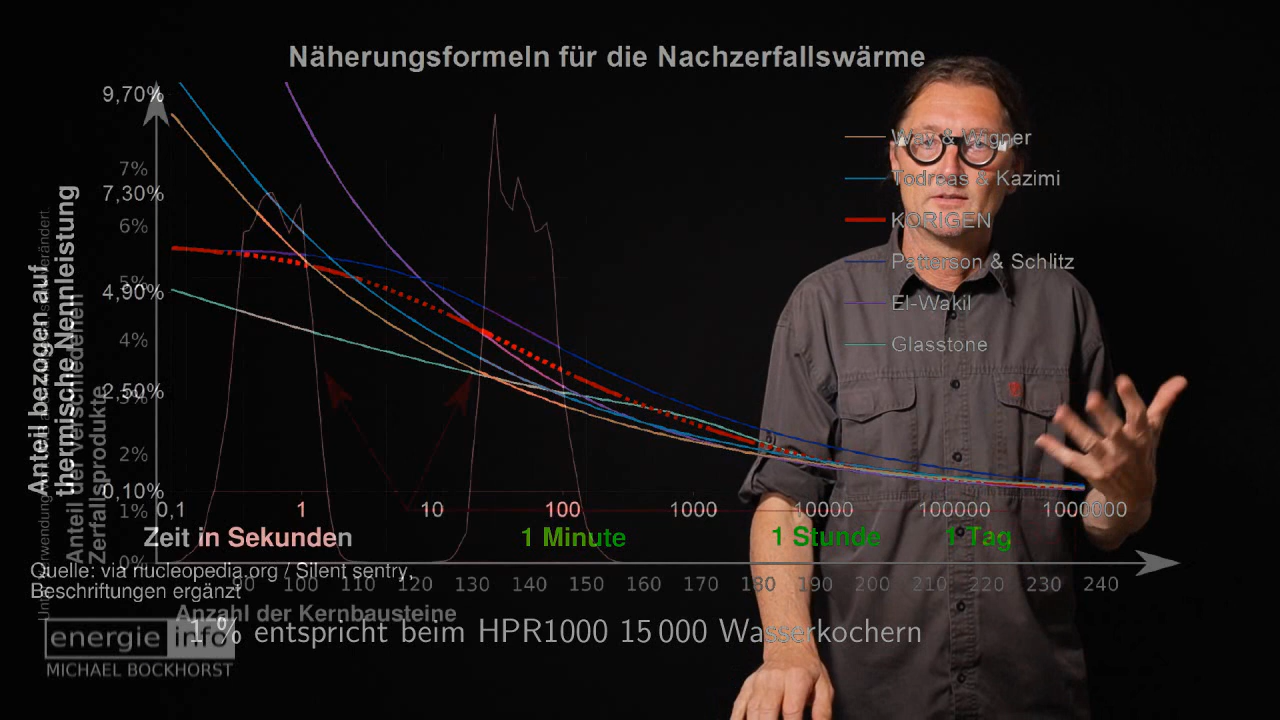 Näherungsformeln für die Nachzerfallswärme
9,70%
7%
7,30%
6%
5%
4,90%
4%
2,50%
2%
0,10%
1%
0%
Anteil bezogen auf
thermische Nennleistung
Anteil der verschiedenen
Zerfallsprodukte
Way & Wigner
Todreas & Kazimi
KORIGEN
Patterson & Schlitz
El-Wakil
Glasstone
0,1 1 10 100 1000 10000 100000 1000000
Zeit in Sekunden 1 Minute 1 Stunde 1 Tag
Quelle: via nucleopedia.org / Silent sentry,
Beschriftungen ergänzt
90 100 110 120 130 140 150 160 170 180 190 200 210 220 230 240
Anzahl der Kernbausteine
1 % entspricht beim HPR1000 15 000 Wasserkochern
energie info
MICHAEL BOCKHORST